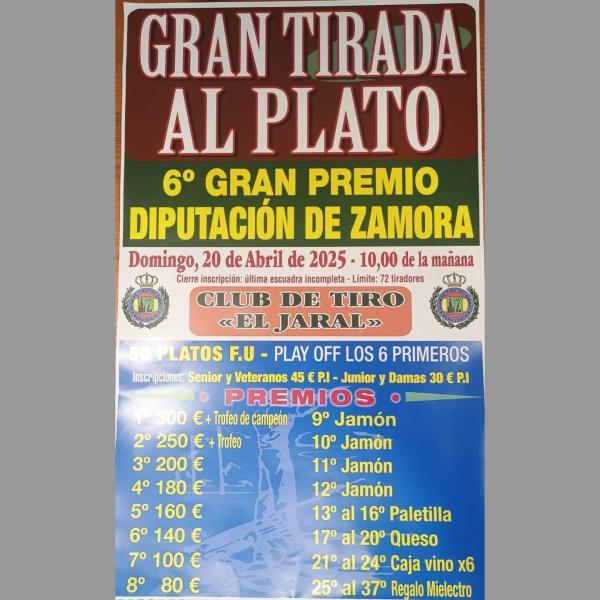 GRAN TIRADA
AL PLATO
6º GRAN PREMIO
DIPUTACIÓN DE ZAMORA
Domingo, 20 de Abril de 2025 - 10,00 de la mañana
Cierre inscripción: última escuadra incompleta - Límite: 72 tiradores
CLUB DE TIRO
«EL JARAL»
PLATOS F.U - PLAY OFF LOS 6 PRIMEROS
Inscripciones: Senior y Veteranos 45 € P.I - Junior y Damas 30 € P.I
• PREMIOS •
1º 300 € + Trofeo de campeón
2º 250 € + Trofeo
3º 200 €
4º 180 €
5º 160 €
6º 140 €
7º 100 €
8º 80 €
9º Jamón
10º Jamón
11º Jamón
12º Jamón
13º al 16º Paletilla
17º al 20º Queso
21º al 24º Caja vino x6
25º al 37º Regalo Mielectro